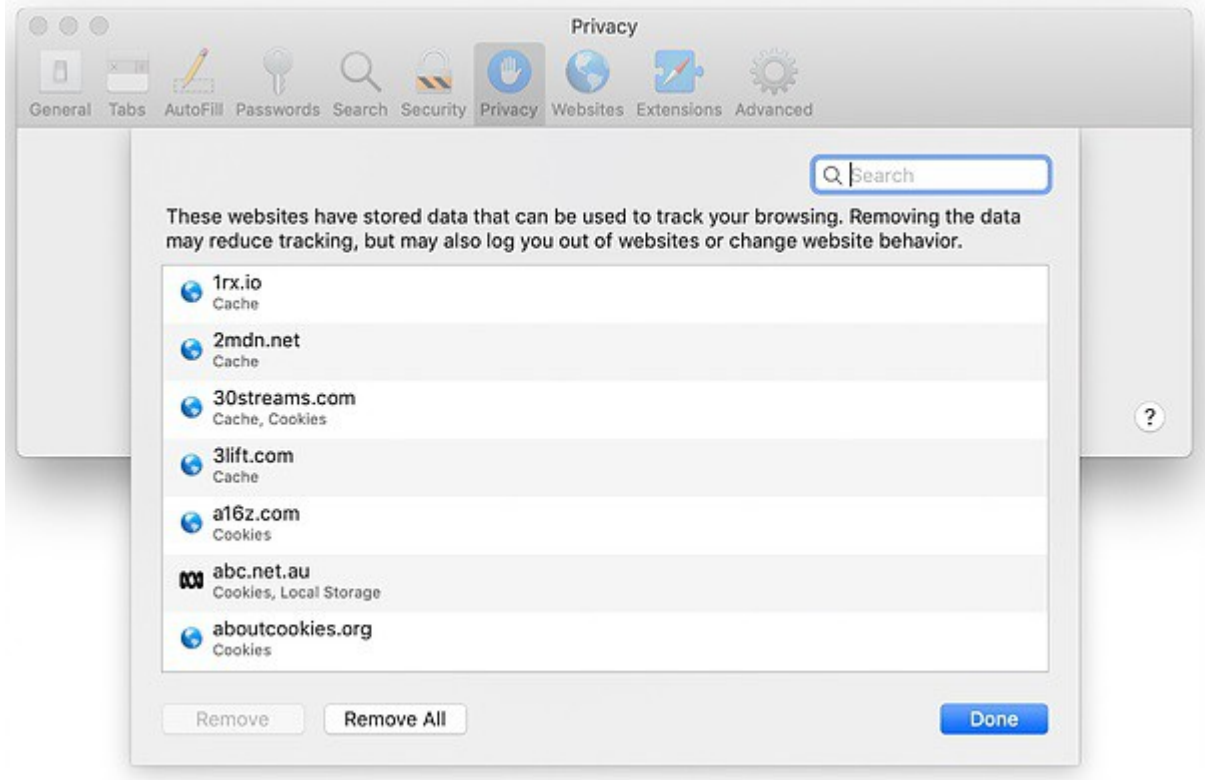 Privacy
General Tabs AutoFill Passwords Search Security Privacy Websites Extensions Advanced
Search
These websites have stored data that can be used to track your browsing. Removing the data
may reduce tracking, but may also log you out of websites or change website behavior.
1rx.io
Cache
2mdn.net
Cache
30streams.com
Cache, Cookies
3lift.com
Cache
a16z.com
Cookies
abc.net.au
Cookies, Local Storage
aboutcookies.org
Cookies
?
Remove Remove All Done